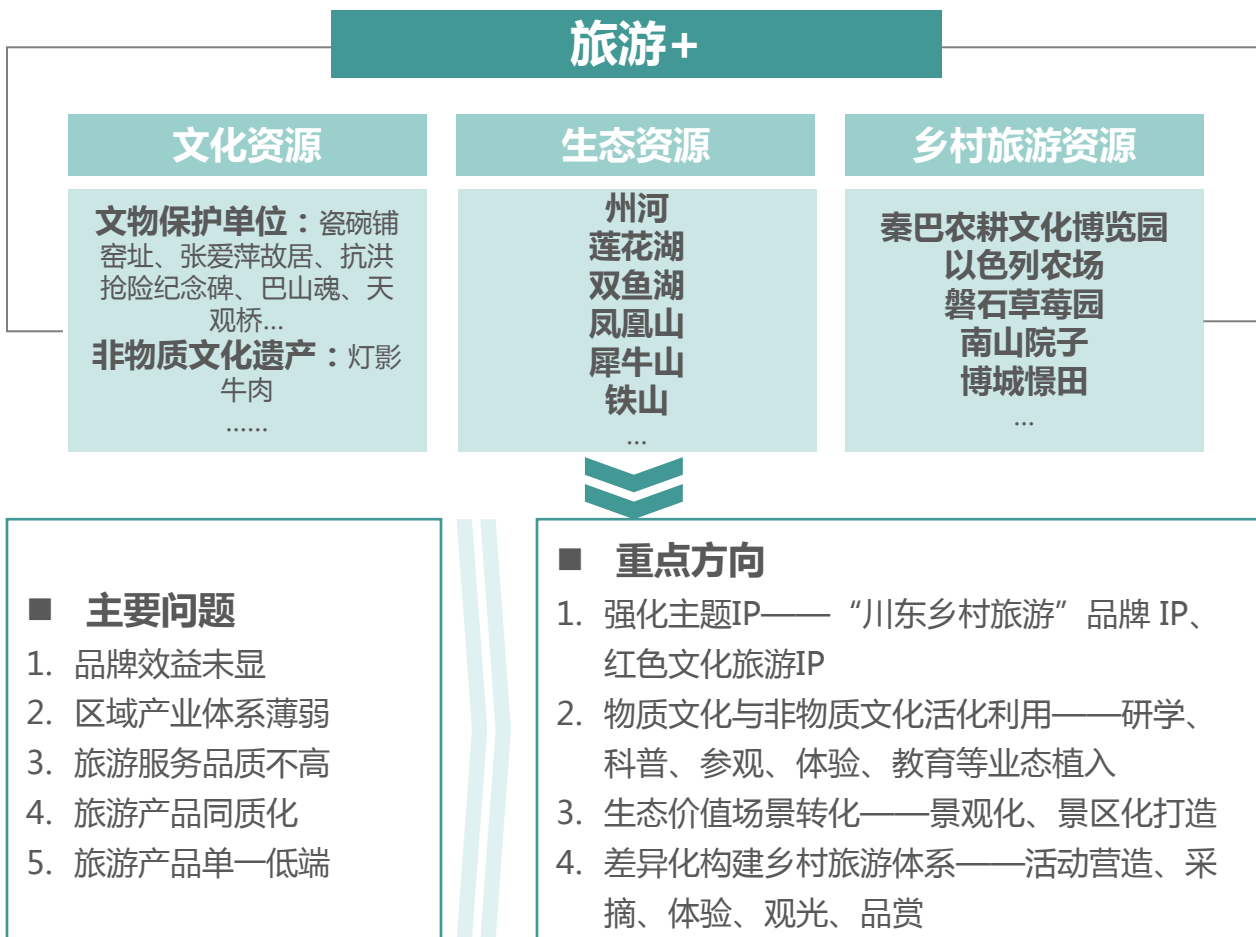 旅游+
文化资源
文物保护单位：瓷碗铺
窑址、张爱萍故居、抗洪
抢险纪念碑、巴山魂、天
观桥...
非物质文化遗产：灯影
牛肉
......
生态资源
州河
莲花湖
双鱼湖
凤凰山
犀牛山
铁山
...
乡村旅游资源
秦巴农耕文化博览园
以色列农场
磐石草莓园
南山院子
博城憬田
...
■ 主要问题
1. 品牌效益未显
2. 区域产业体系薄弱
3. 旅游服务品质不高
4. 旅游产品同质化
5. 旅游产品单一低端
■ 重点方向
1. 强化主题IP——“川东乡村旅游”品牌 IP、
红色文化旅游IP
2. 物质文化与非物质文化活化利用——研学、
科普、参观、体验、教育等业态植入
3. 生态价值场景转化——景观化、景区化打造
4. 差异化构建乡村旅游体系——活动营造、采
摘、体验、观光、品赏